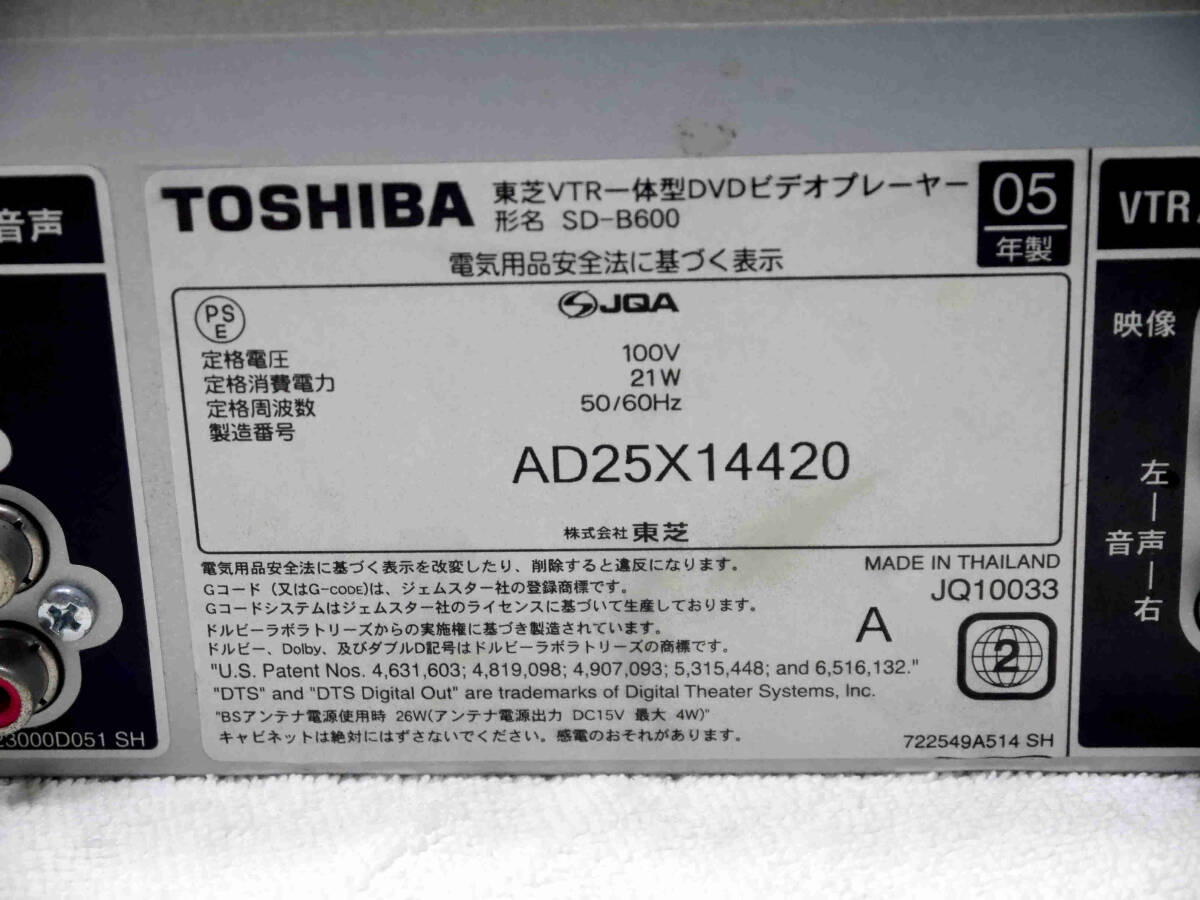 音声
TOSHIBA
東芝VTR一体型DVDビデオプレーヤー
形名 SD-B600
05
年製
電気用品安全法に基づく表示
PS
E
JQA
定格電圧 100V
定格消費電力 21W
定格周波数 50/60Hz
製造番号
AD25X14420
株式会社 東芝
電気用品安全法に基づく表示を改変したり、削除すると違反になります。
Gコード (又はG-CODE)は、ジェムスター社の登録商標です。
Gコードシステムはジェムスター社のライセンスに基づいて生産しております。
ドルビーラボラトリーズからの実施権に基づき製造されています。
ドルビー、Dolby、及びダブルD記号はドルビーラボラトリーズの商標です。
"U.S. Patent Nos. 4,631,603; 4,819,098; 4,907,093; 5,315,448; and 6,516,132."
"DTS" and "DTS Digital Out" are trademarks of Digital Theater Systems, Inc.
"BSアンテナ電源使用時 26W(アンテナ電源出力 DC15V 最大 4W)"
キャビネットは絶対にはずさないでください。感電のおそれがあります。
MADE IN THAILAND
JQ10033
A
2
722549A514 SH
23000D051 SH
VTR
映像
左
音声
右